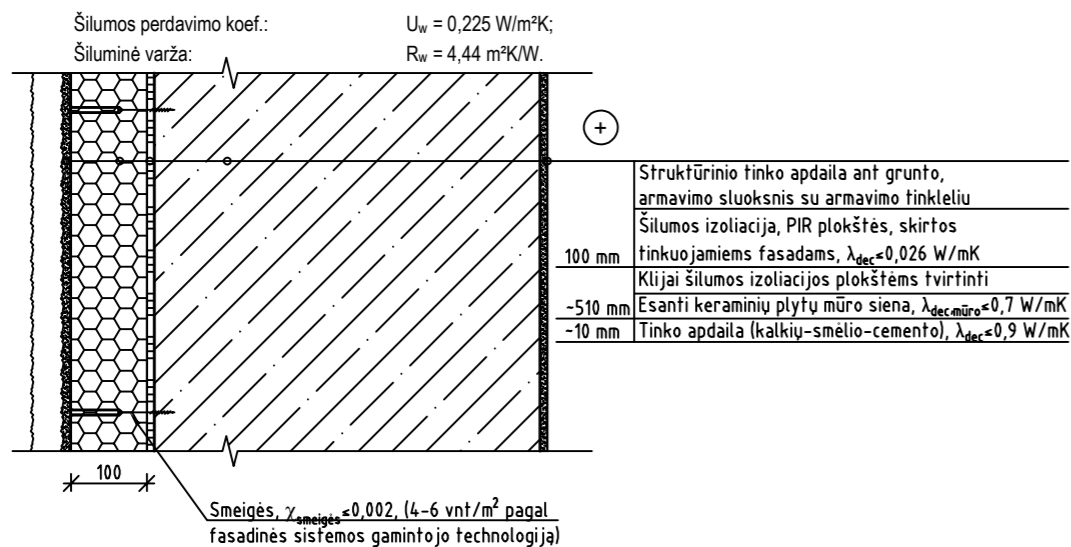 Šilumos perdavimo koef.: U_w = 0,225 W/m²K;
Šiluminė varža: R_w = 4,44 m²K/W.
+
Struktūrinio tinko apdaila ant grunto,
armavimo sluoksnis su armavimo tinkleliu
Šilumos izoliacija, PIR plokštės, skirtos
100 mm tinkuojamiems fasadams, λdec≤0,026 W/mK
Klijai šilumos izoliacijos plokštėms tvirtinti
~510 mm Esanti keraminių plytų mūro siena, λdec,mūro≤0,7 W/mK
~10 mm Tinko apdaila (kalkių-smėlio-cemento), λdec≤0,9 W/mK
100
Smeigės, χsmeigės≤0,002, (4-6 vnt/m² pagal
fasadinės sistemos gamintojo technologiją)